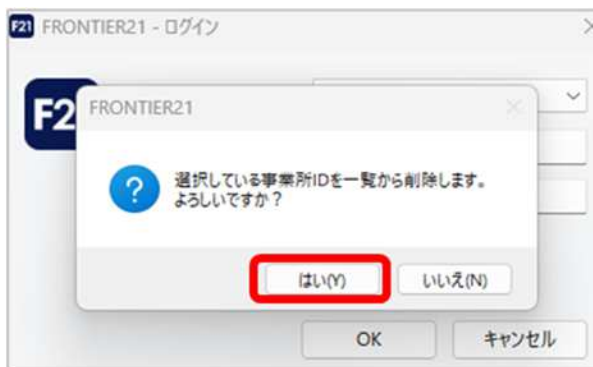 F21 FRONTIER21 - ログイン
F2
FRONTIER21
選択している事業所IDを一覧から削除します。
よろしいですか？
はい(Y)
いいえ(N)
OK
キャンセル